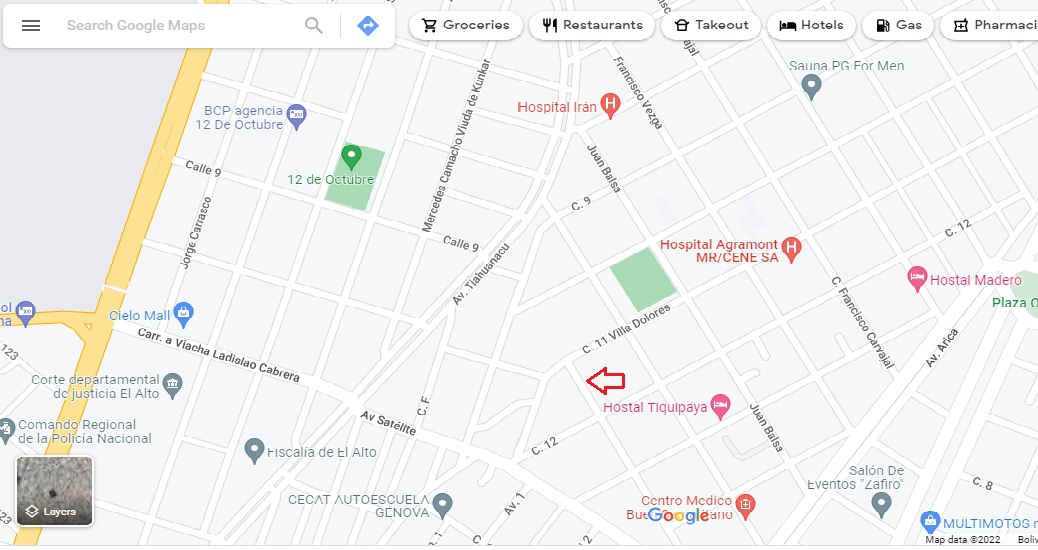 Search Google Maps
Groceries
Restaurants
Takeout
Hotels
Gas
Pharmaci
Sauna PG For Men
Mercedes Camacho Viuda de Kunkar
Francisco Vezga
Hospital Iran
BCP agencia
12 De Octubre
Calle 9
12 de Octubre
Juan Balsa
C. 9
Jorge Carrasco
Calle 9
Av. Tiahuanacu
Hospital Agramont
MR/CENE SA
C. 12
Hostal Madero
C. Francisco Carvajal
Plaza O
Cielo Mall
C. 11 Villa Dolores
Carr. a Viacha Ladislao Cabrera
Av. Arica
123
Corte departamental
de justicia El Alto
C. F
Hostal Tiquipaya
Juan Balsa
Av Satélite
Comando Regional
de la Policía Nacional
C. 12
Fiscalía de El Alto
Salón De
Eventos "Zafiro"
C. 8
Layers
CECAT AUTOESCUELA
GENOVA
Av. 1
Centro Medico
Google
MULTIMOTOS
123
Map data ©2022
Boliv